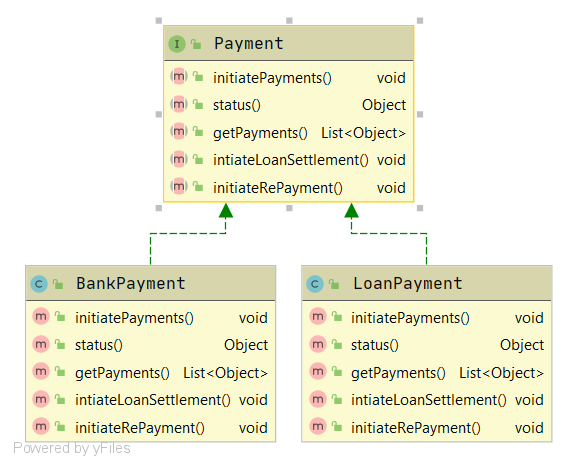 I Payment
m initiatePayments() void
m status() Object
m getPayments() List<Object>
m intiateLoanSettlement() void
m initiateRePayment() void
C BankPayment
m initiatePayments() void
m status() Object
m getPayments() List<Object>
m intiateLoanSettlement() void
m initiateRePayment() void
C LoanPayment
m initiatePayments() void
m status() Object
m getPayments() List<Object>
m intiateLoanSettlement() void
m initiateRePayment() void
Powered by yFiles